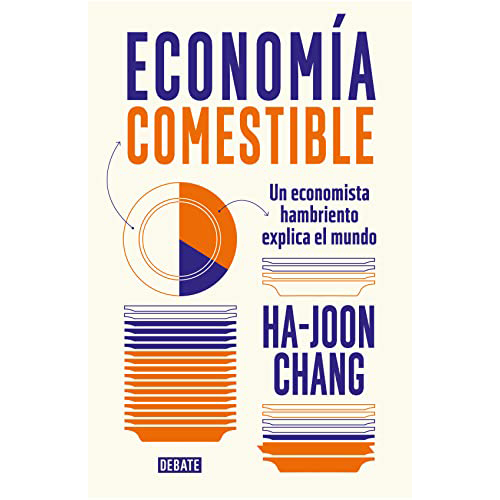 ECONOMÍA
COMESTIBLE
Un economista
hambriento
explica el mundo
HA-JOON
CHANG
DEBATE